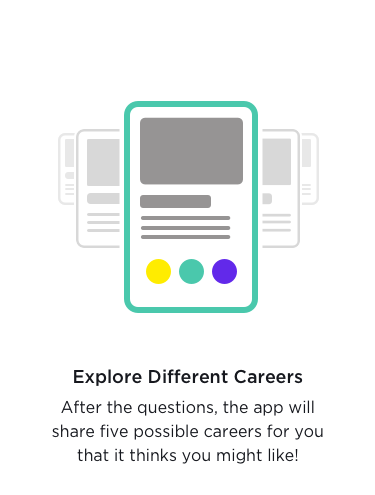 Explore Different Careers
After the questions, the app will
share five possible careers for you
that it thinks you might like!